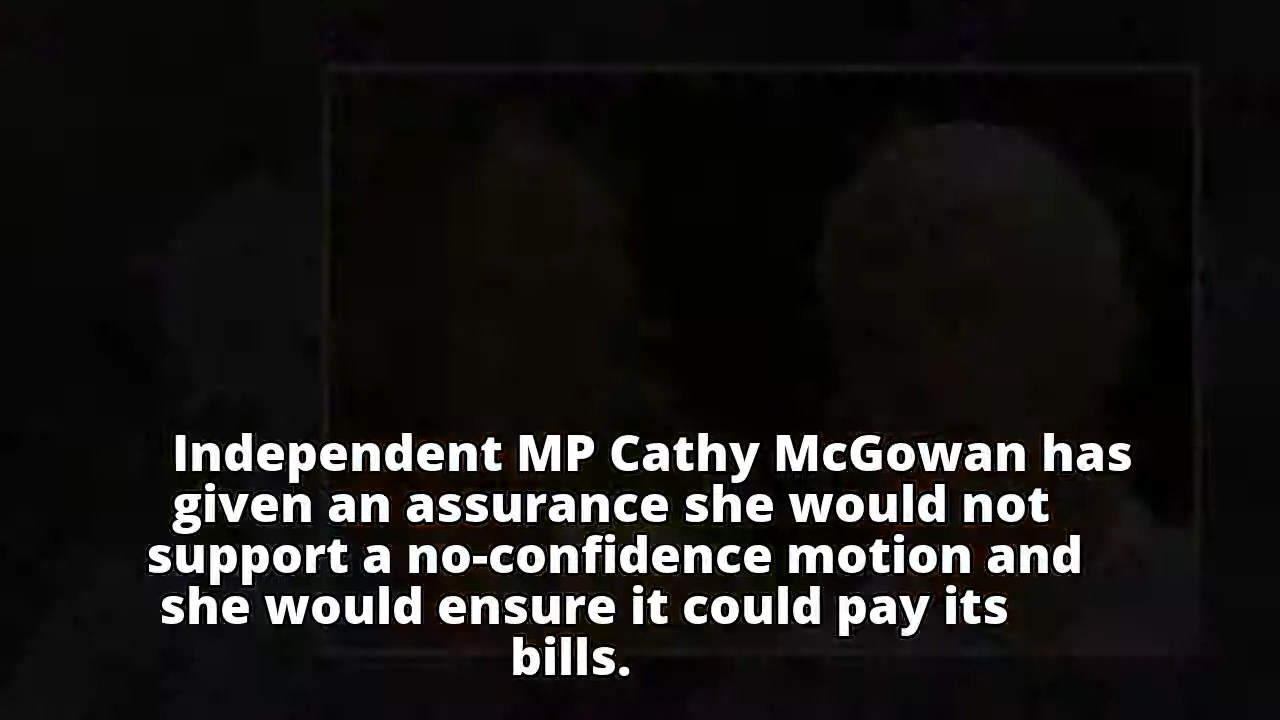 Independent MP Cathy McGowan has
given an assurance she would not
support a no-confidence motion and
she would ensure it could pay its
bills.